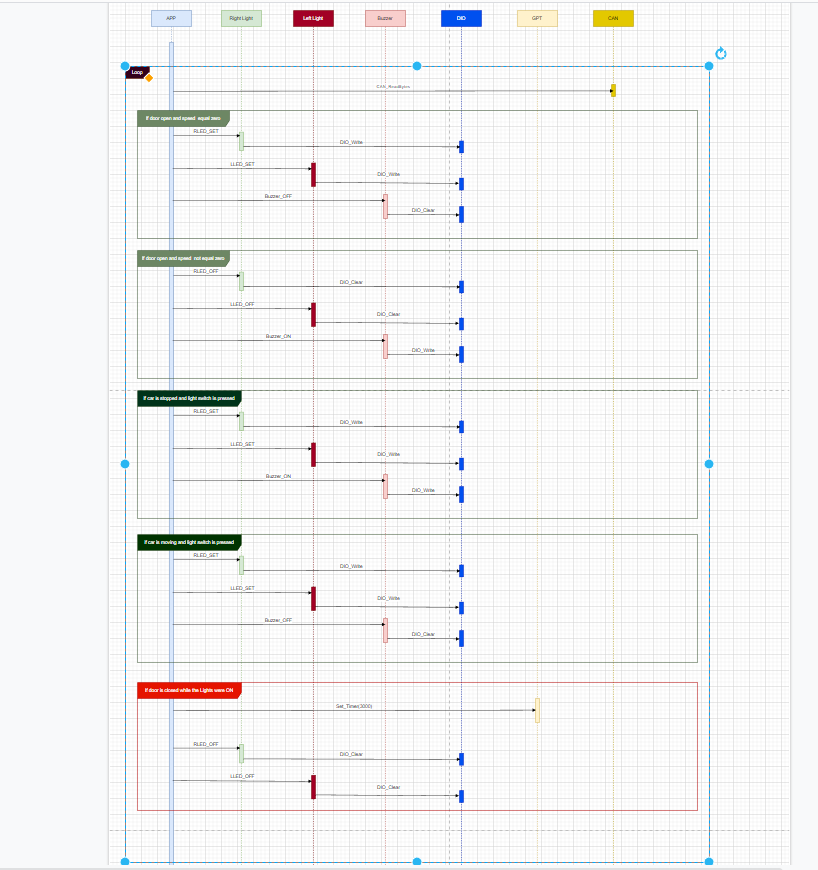 APP Right Light Left Light Buzzer DIO GPT CAN
Loop
CAN_ReadBytes
If door open and speed equal zero
RLED_SET
DIO_Write
LLED_SET
DIO_Write
Buzzer_OFF
DIO_Clear
If door open and speed not equal zero
RLED_OFF
DIO_Clear
LLED_OFF
DIO_Clear
Buzzer_ON
DIO_Write
If car is stopped and light switch is pressed
RLED_SET
DIO_Write
LLED_SET
DIO_Write
Buzzer_ON
DIO_Write
If car is moving and light switch is pressed
RLED_SET
DIO_Write
LLED_SET
DIO_Write
Buzzer_OFF
DIO_Clear
If door is closed while the Lights were ON
Set_Timer(3000)
RLED_OFF
DIO_Clear
LLED_OFF
DIO_Clear